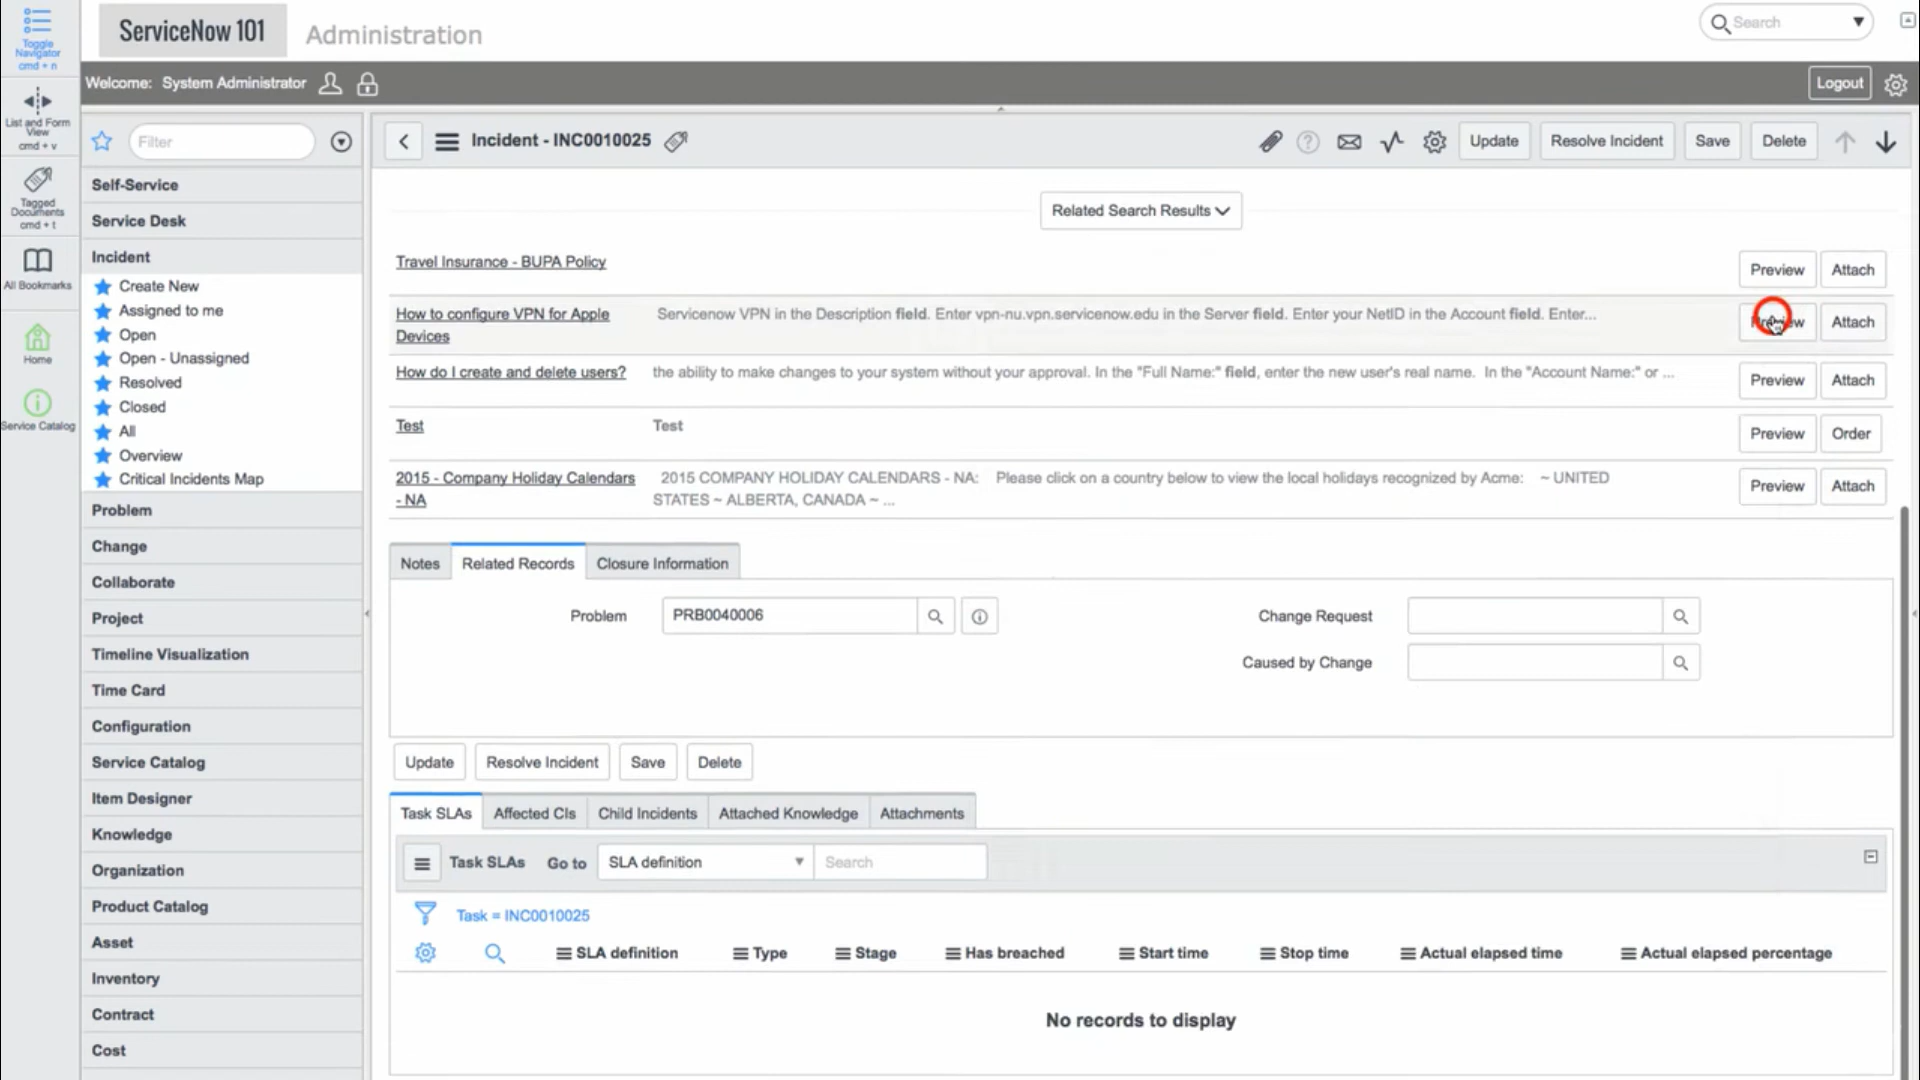 Toggle
Navigator
cmd + n
List and Form
View
cmd + v
Tagged
Documents
cmd + t
All Bookmarks
Home
Service Catalog
ServiceNow 101
Administration
Search
Welcome: System Administrator
Logout
Filter
Self-Service
Service Desk
Incident
Create New
Assigned to me
Open
Open - Unassigned
Resolved
Closed
All
Overview
Critical Incidents Map
Problem
Change
Collaborate
Project
Timeline Visualization
Time Card
Configuration
Service Catalog
Item Designer
Knowledge
Organization
Product Catalog
Asset
Inventory
Contract
Cost
Incident - INC0010025
Update Resolve Incident Save Delete
Related Search Results
Travel Insurance - BUPA Policy
Preview Attach
How to configure VPN for Apple
Devices
Servicenow VPN in the Description field. Enter vpn-nu.vpn.servicenow.edu in the Server field. Enter your NetID in the Account field. Enter...
Preview Attach
How do I create and delete users?
the ability to make changes to your system without your approval. In the "Full Name:" field, enter the new user's real name. In the "Account Name:" or ...
Preview Attach
Test
Test
Preview Order
2015 - Company Holiday Calendars
- NA
2015 COMPANY HOLIDAY CALENDARS - NA: Please click on a country below to view the local holidays recognized by Acme: ~ UNITED
STATES ~ ALBERTA, CANADA ~ ...
Preview Attach
Notes Related Records Closure Information
Problem PRB0040006
Change Request
Caused by Change
Update Resolve Incident Save Delete
Task SLAs Affected CIs Child Incidents Attached Knowledge Attachments
Task SLAs Go to SLA definition Search
Task = INC0010025
SLA definition Type Stage Has breached Start time Stop time Actual elapsed time Actual elapsed percentage
No records to display